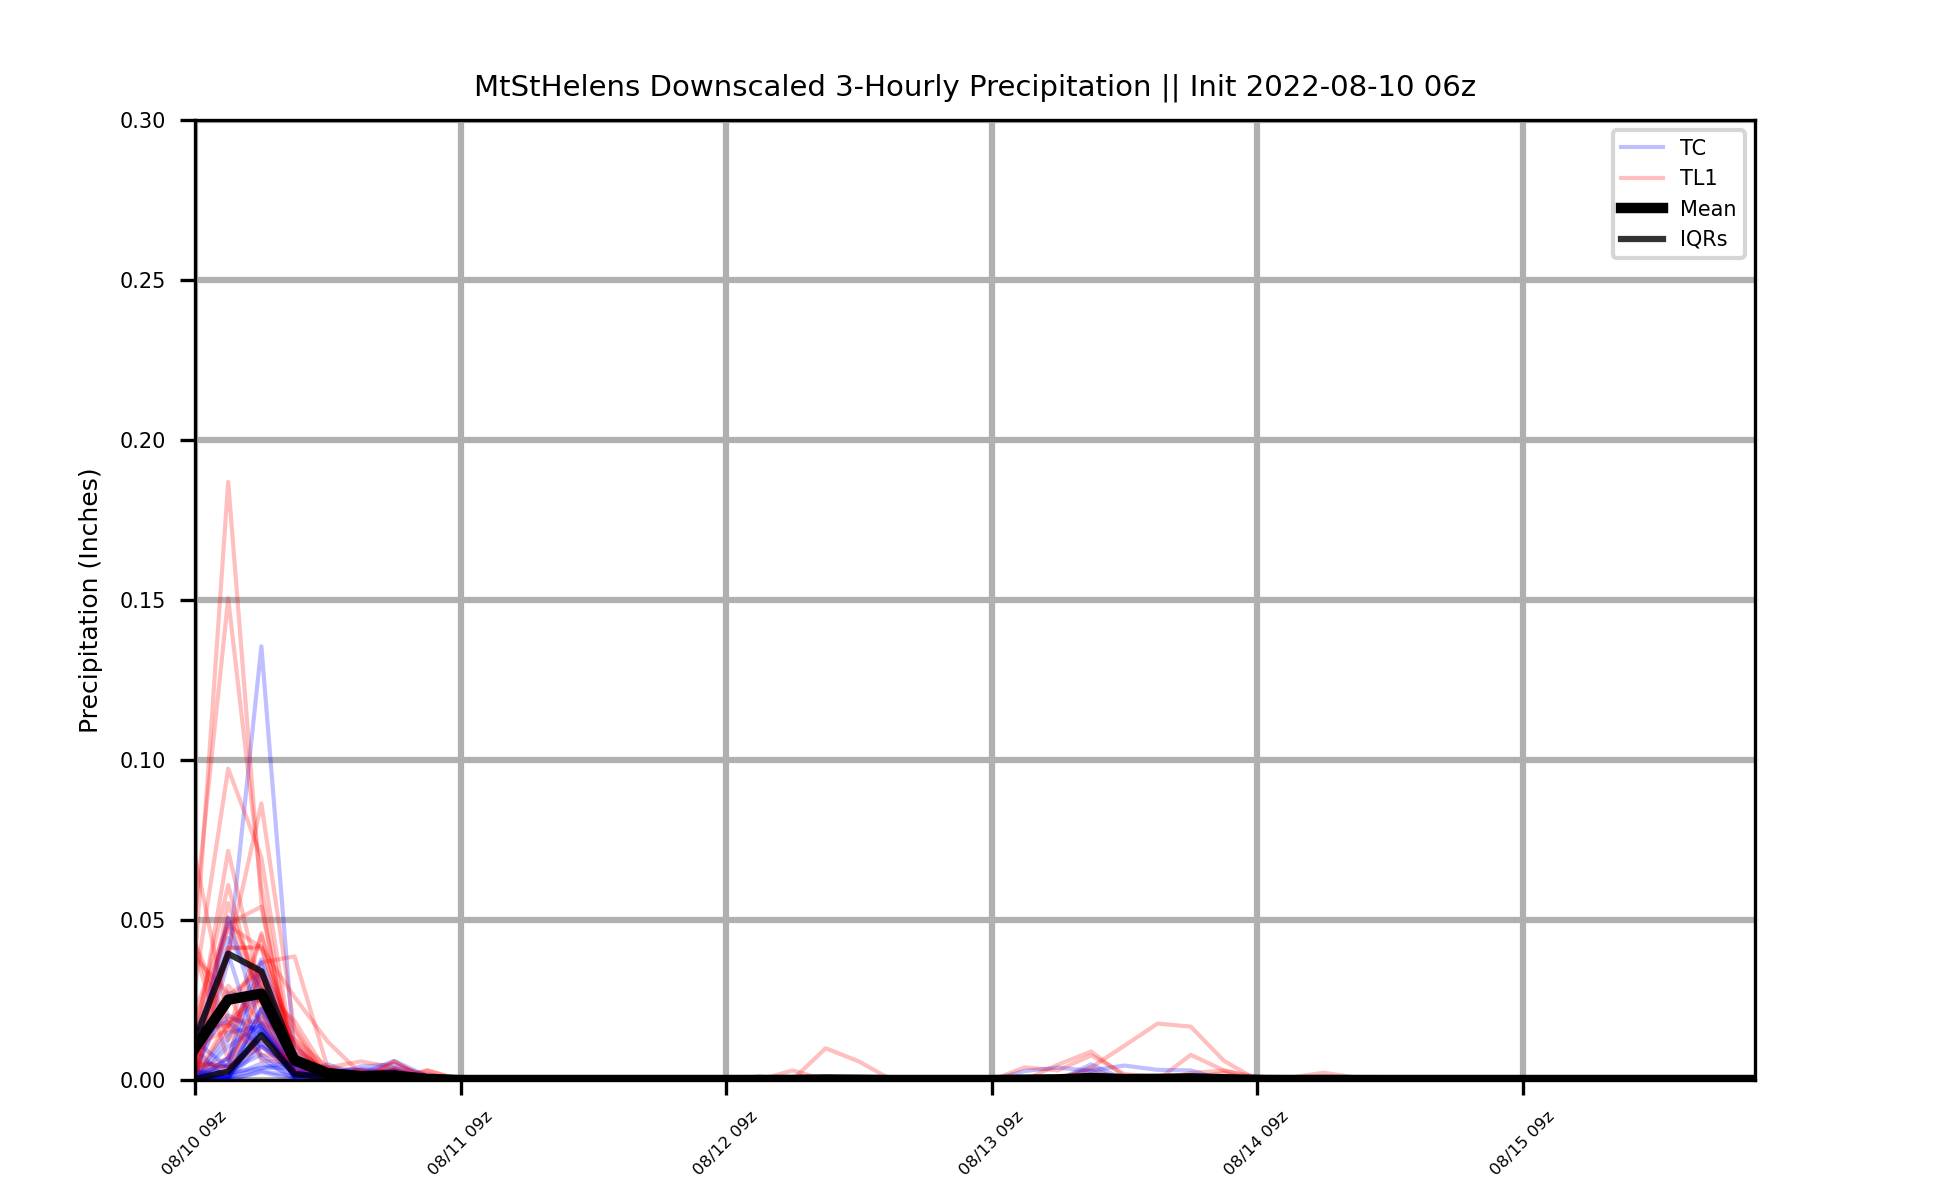 MtStHelens Downscaled 3-Hourly Precipitation || Init 2022-08-10 06z
TC
TL1
Mean
IQRs
Precipitation (Inches)
0.30
0.25
0.20
0.15
0.10
0.05
0.00
08/10 09z
08/11 09z
08/12 09z
08/13 09z
08/14 09z
08/15 09z